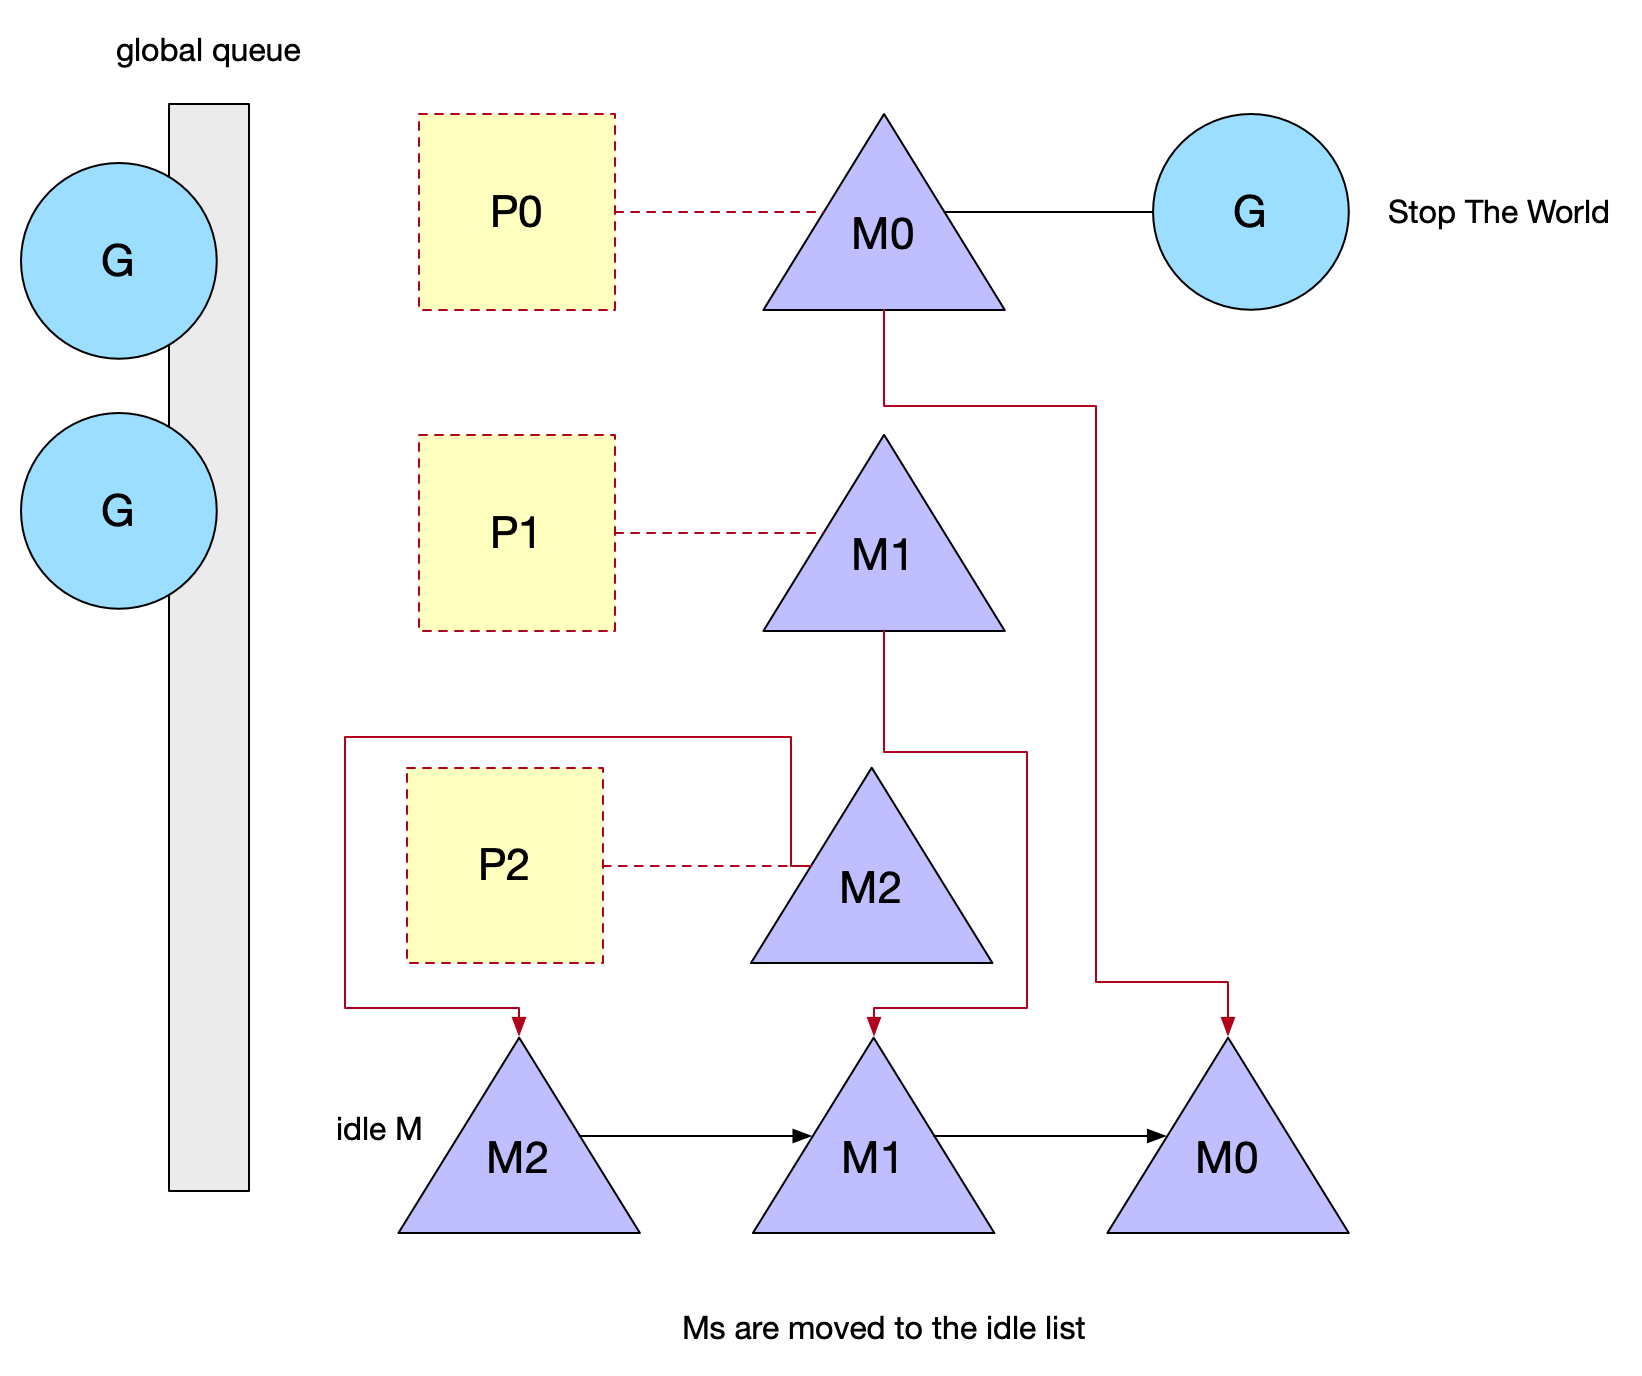 global queue
G
G
P0
M0
G
Stop The World
P1
M1
P2
M2
idle M
M2
M1
M0
Ms are moved to the idle list